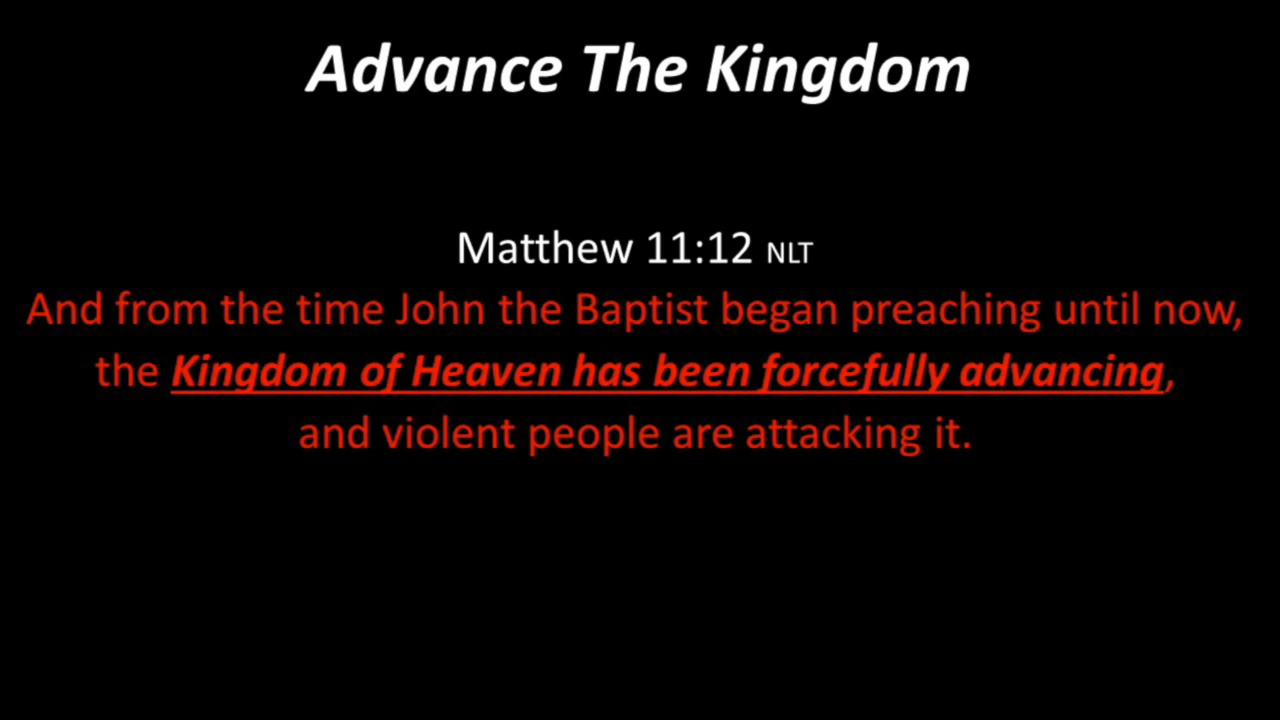 Advance The Kingdom
Matthew 11:12 NLT
And from the time John the Baptist began preaching until now,
the Kingdom of Heaven has been forcefully advancing,
and violent people are attacking it.